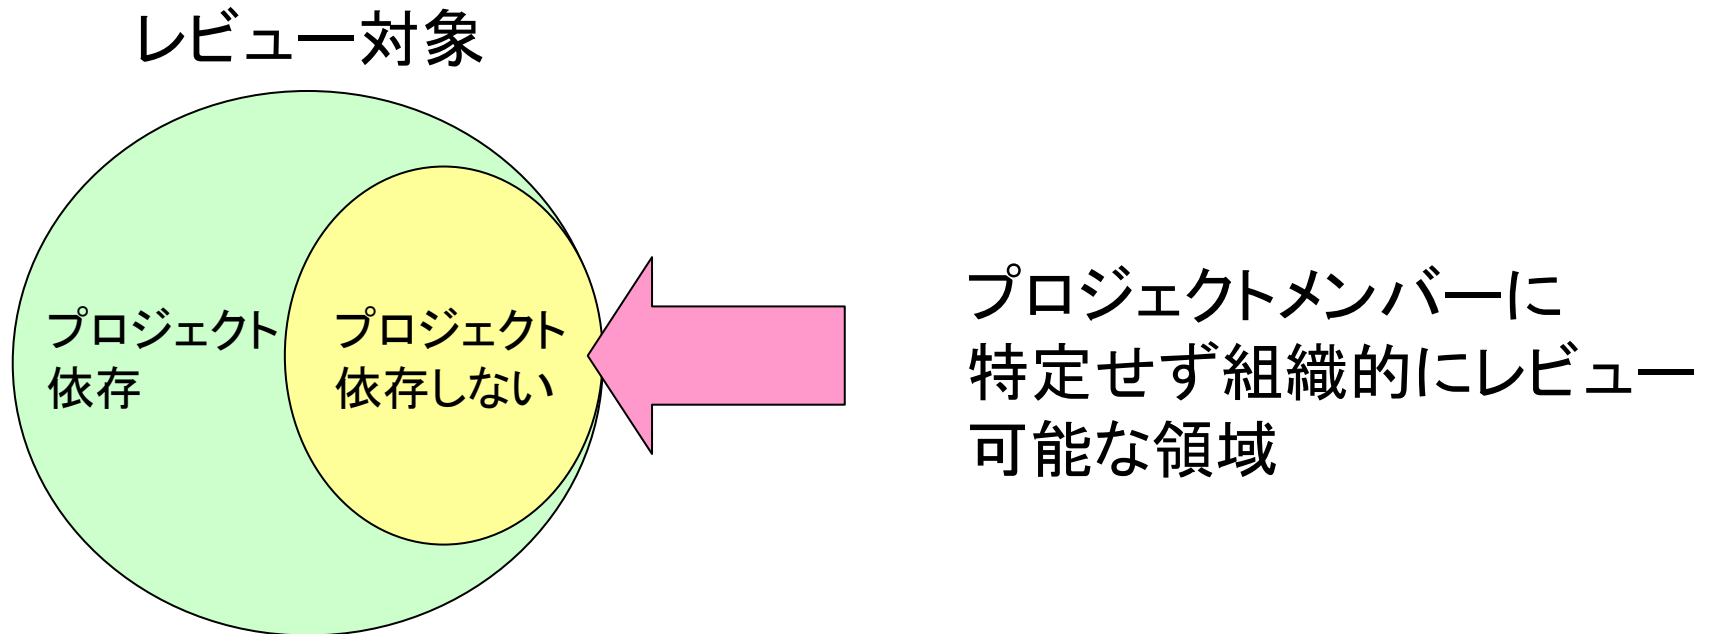 レビュー対象
プロジェクト
依存
プロジェクト
依存しない
プロジェクトメンバーに
特定せず組織的にレビュー
可能な領域